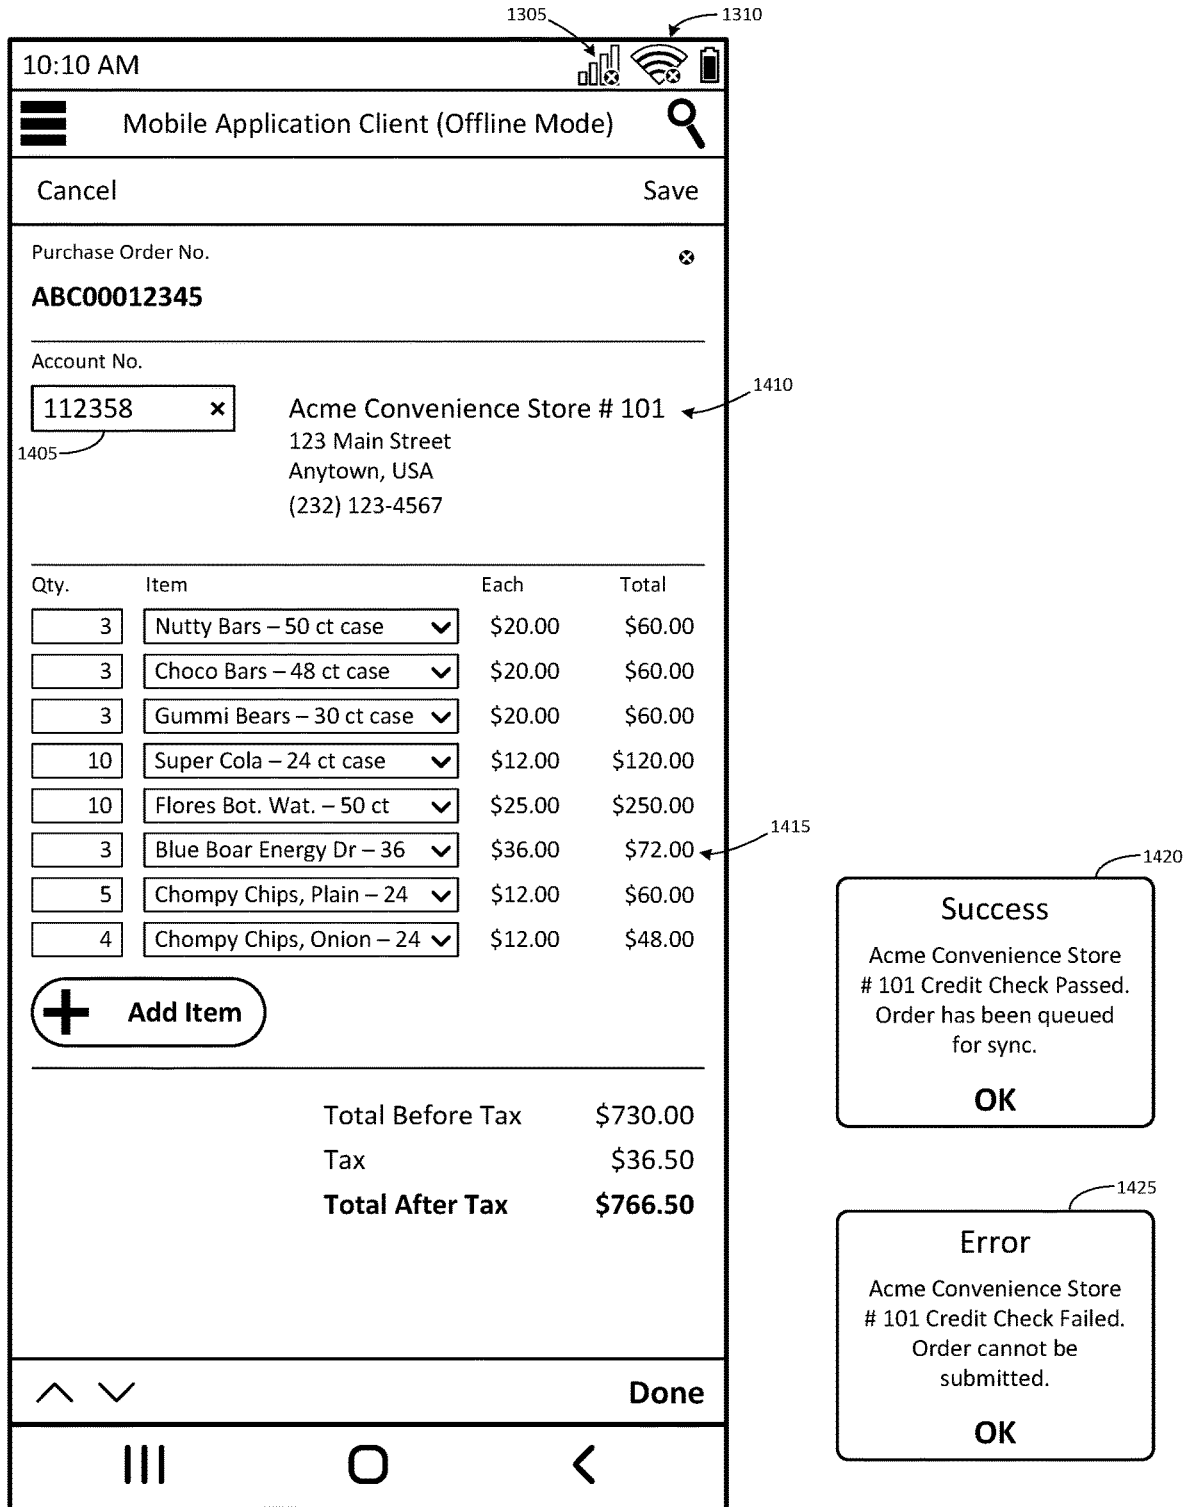 1305
1310
10:10 AM
Mobile Application Client (Offline Mode)
Cancel Save
Purchase Order No.
ABC00012345
Account No.
112358 × Acme Convenience Store # 101
1410
1405
123 Main Street
Anytown, USA
(232) 123-4567
Qty. Item Each Total
3 Nutty Bars – 50 ct case $20.00 $60.00
3 Choco Bars – 48 ct case $20.00 $60.00
3 Gummi Bears – 30 ct case $20.00 $60.00
10 Super Cola – 24 ct case $12.00 $120.00
10 Flores Bot. Wat. – 50 ct $25.00 $250.00
3 Blue Boar Energy Dr – 36 $36.00 $72.00
1415
5 Chompy Chips, Plain – 24 $12.00 $60.00
4 Chompy Chips, Onion – 24 $12.00 $48.00
Add Item
Total Before Tax $730.00
Tax $36.50
Total After Tax $766.50
Done
1420
Success
Acme Convenience Store
# 101 Credit Check Passed.
Order has been queued
for sync.
OK
1425
Error
Acme Convenience Store
# 101 Credit Check Failed.
Order cannot be
submitted.
OK